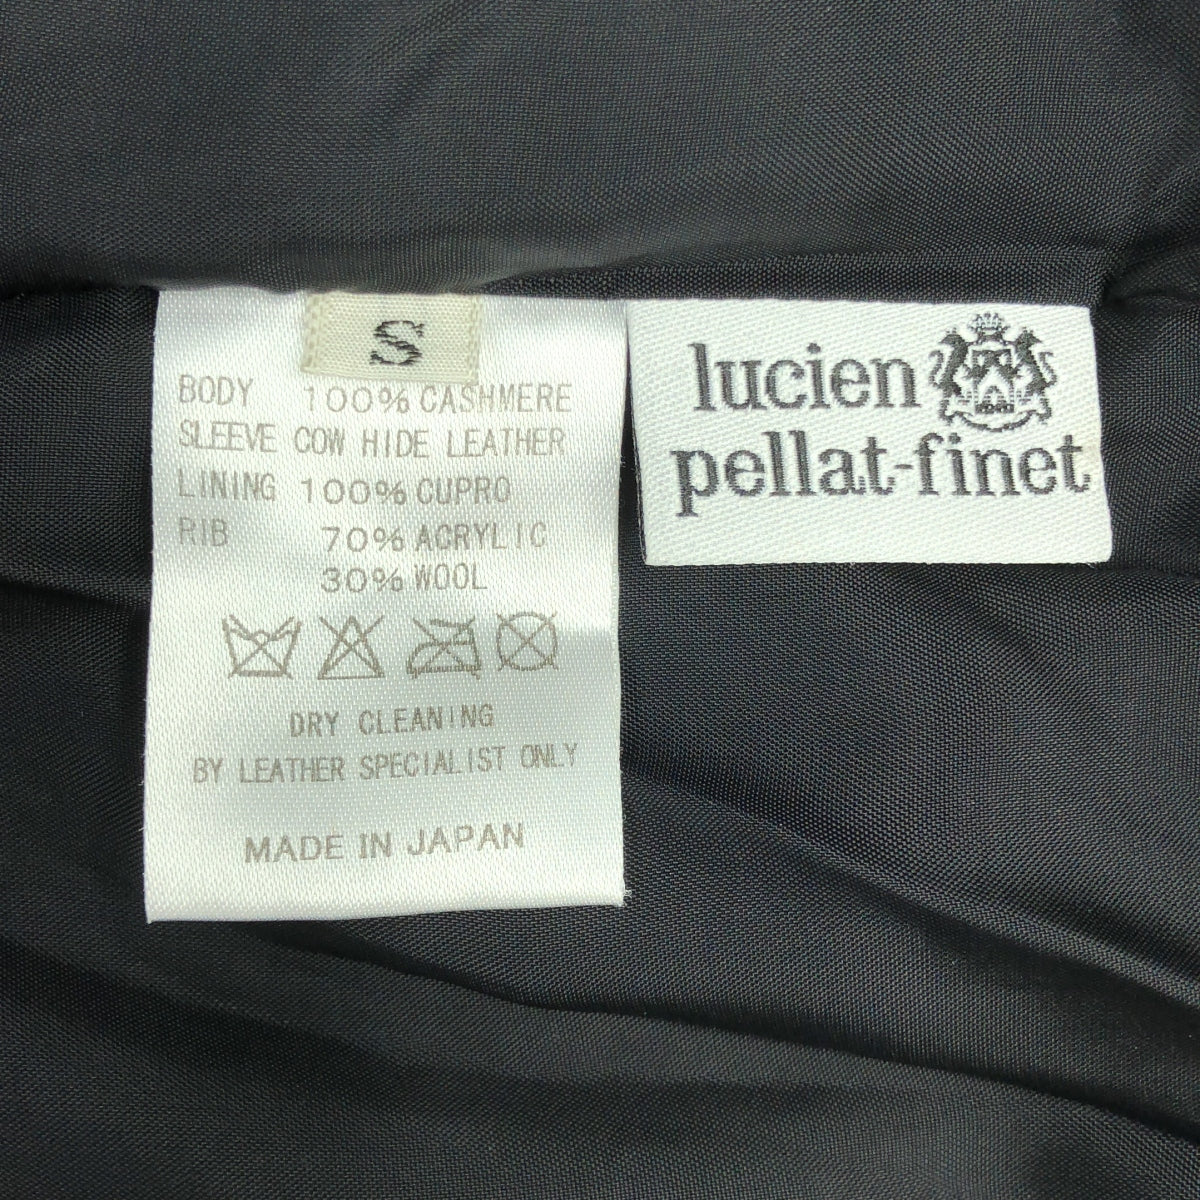 S
BODY 100% CASHMERE
SLEEVE COW HIDE LEATHER
LINING 100% CUPRO
RIB 70% ACRYLIC
30% WOOL
DRY CLEANING
BY LEATHER SPECIALIST ONLY
MADE IN JAPAN
lucien
pellat-finet